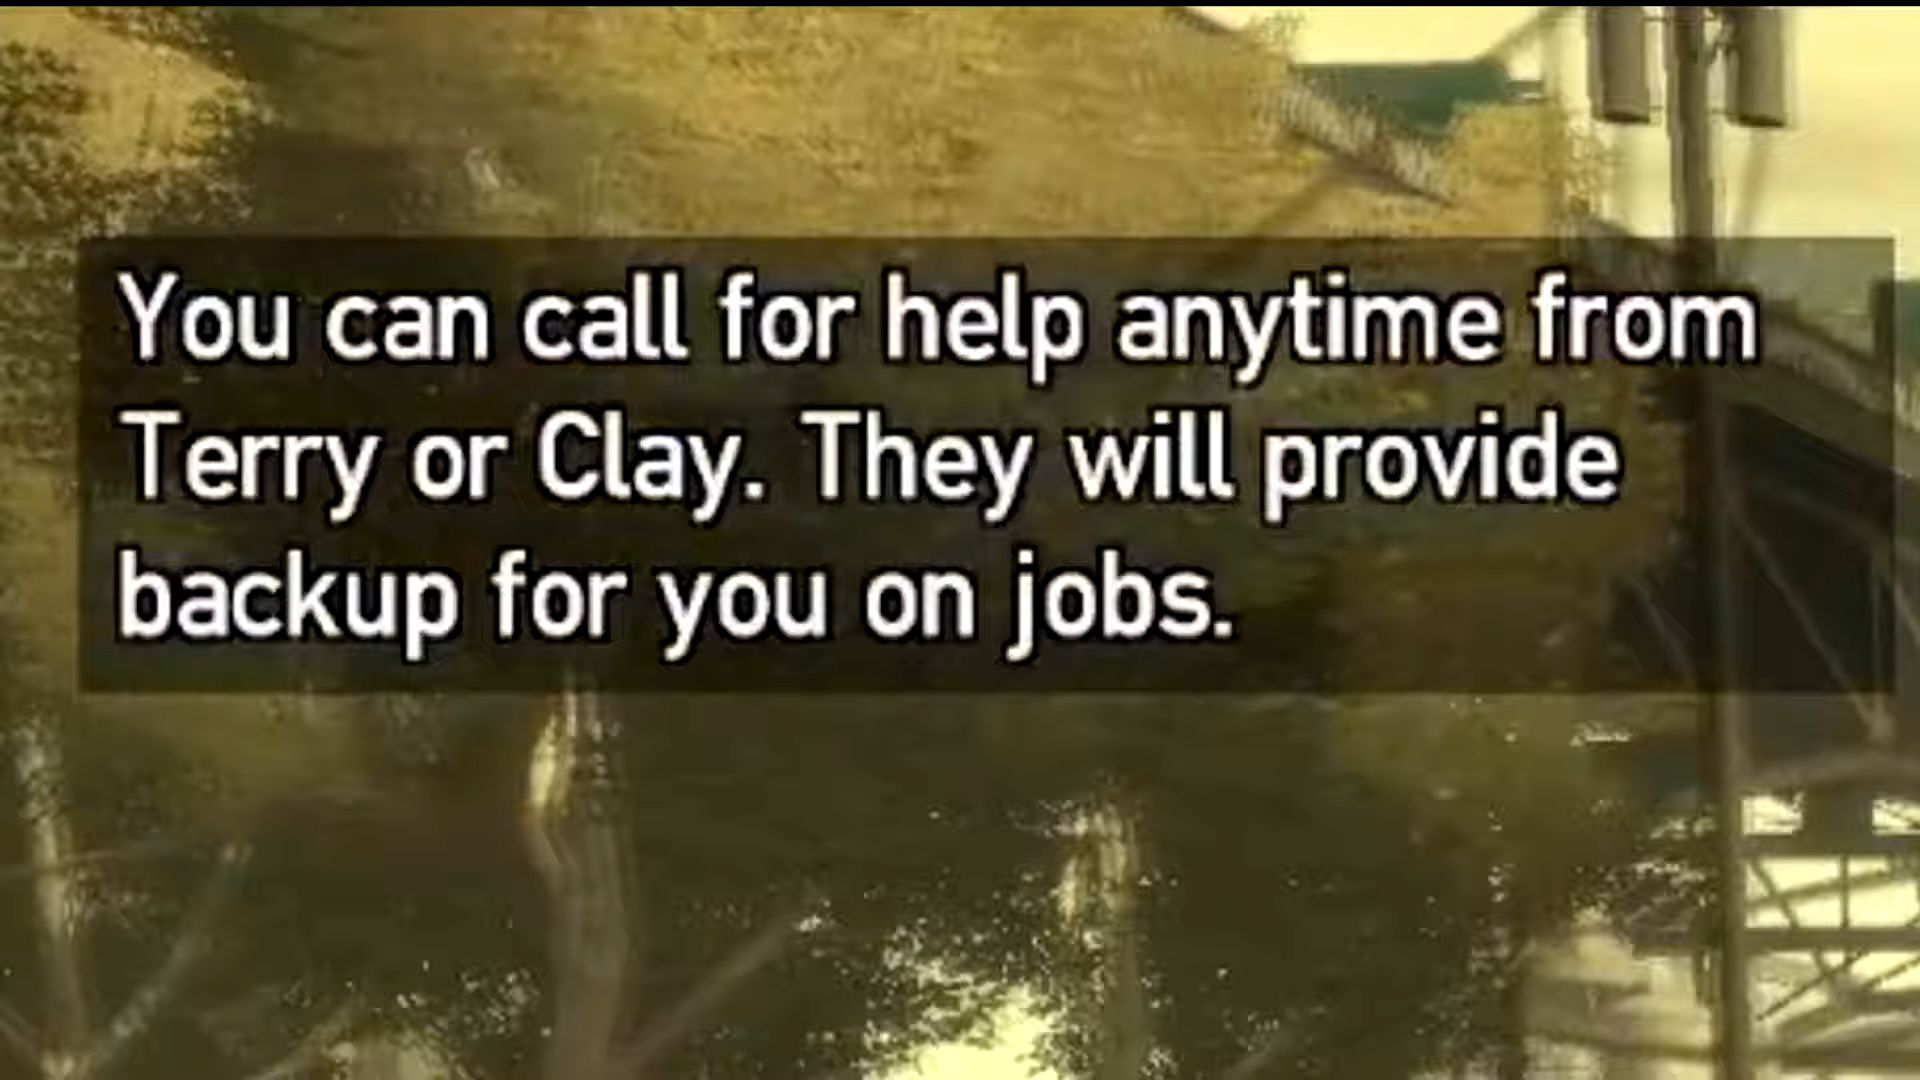 You can call for help anytime from
Terry or Clay. They will provide
backup for you on jobs.